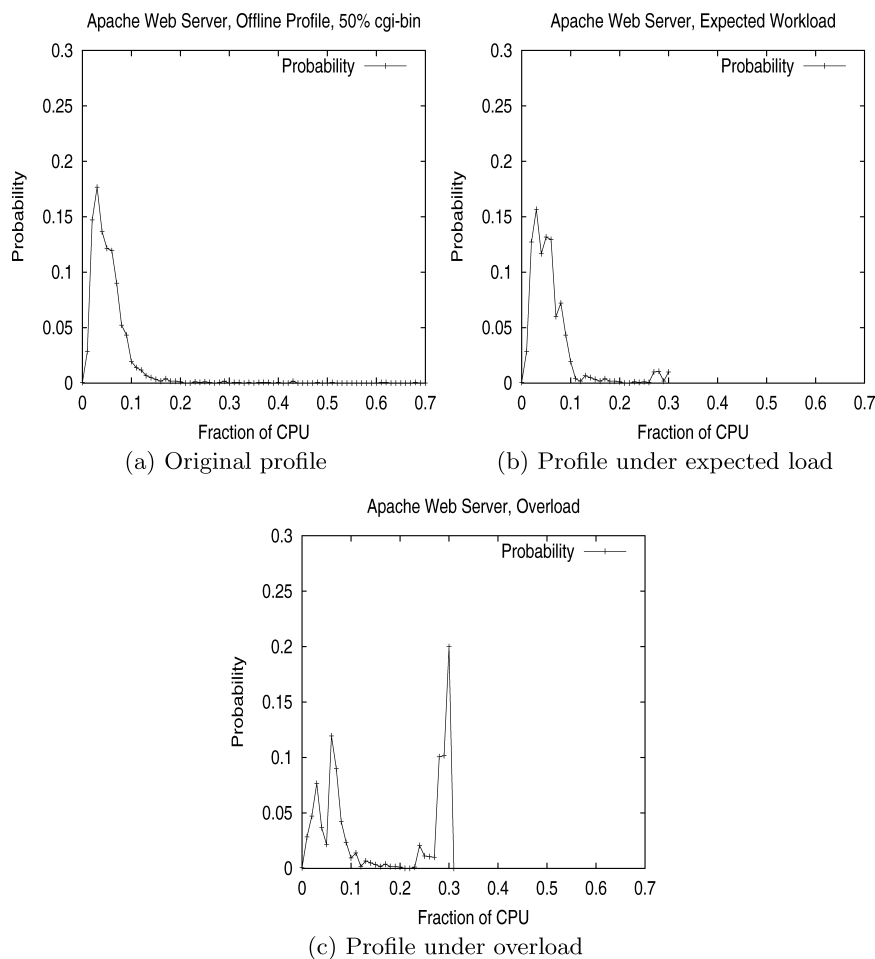 Apache Web Server, Offline Profile, 50% cgi-bin
Probability
0.3
0.25
0.2
0.15
0.1
0.05
0
Probability
0 0.1 0.2 0.3 0.4 0.5 0.6 0.7
Fraction of CPU
(a) Original profile
Apache Web Server, Expected Workload
Probability
0.3
0.25
0.2
0.15
0.1
0.05
0
Probability
0 0.1 0.2 0.3 0.4 0.5 0.6 0.7
Fraction of CPU
(b) Profile under expected load
Apache Web Server, Overload
Probability
0.3
0.25
0.2
0.15
0.1
0.05
0
Probability
0 0.1 0.2 0.3 0.4 0.5 0.6 0.7
Fraction of CPU
(c) Profile under overload